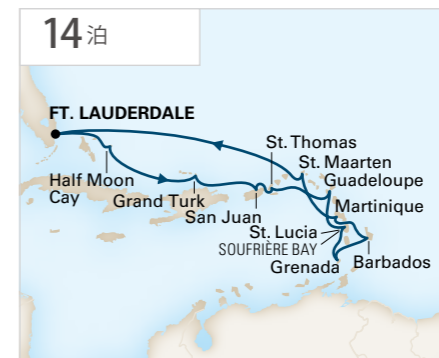 14泊
FT. LAUDERDALE
St. Thomas
St. Maarten
Half Moon
Cay
Guadeloupe
Grand Turk
Martinique
San Juan
St. Lucia
SOUFRIÈRE BAY
Grenada
Barbados